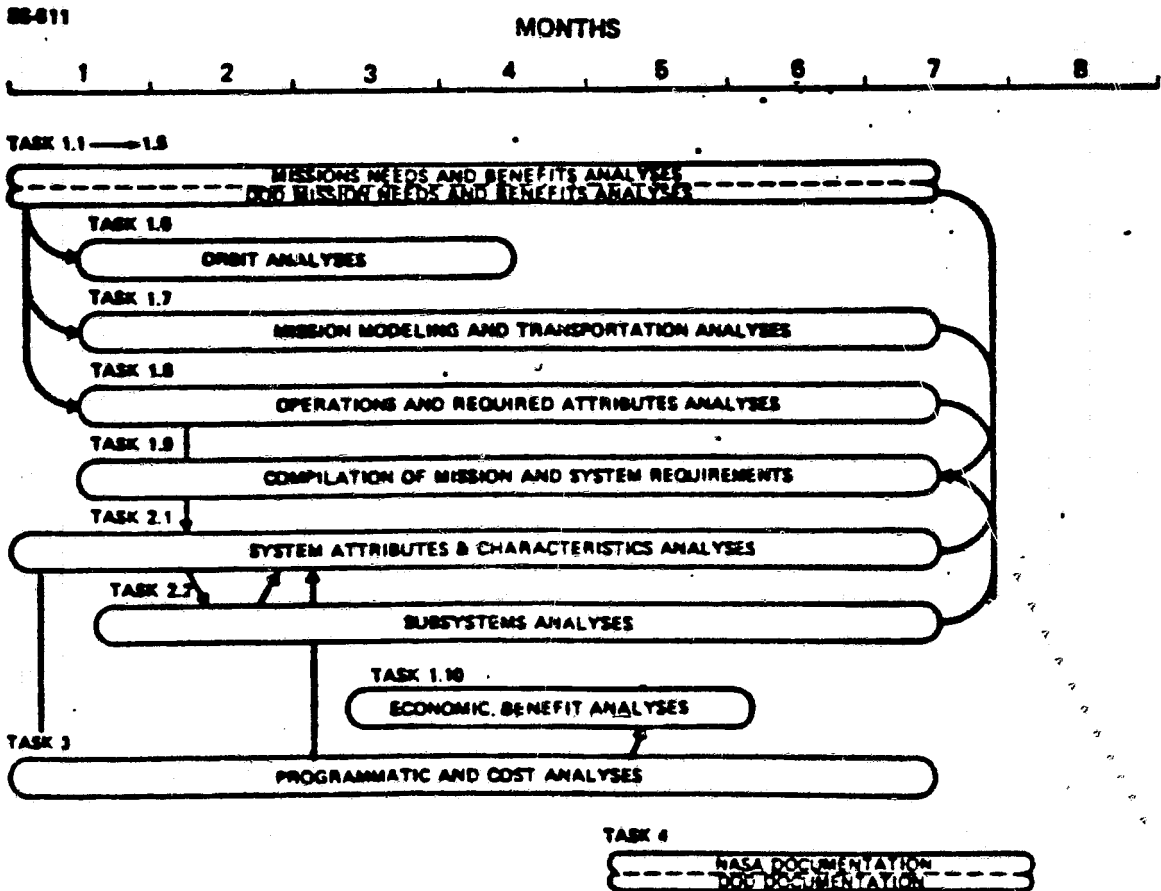 MONTHS
1 2 3 4 5 6 7 8
TASK 1.1 → 1.5
MISSIONS NEEDS AND BENEFITS ANALYSES
DOD MISSION NEEDS AND BENEFITS ANALYSES
TASK 1.6
ORBIT ANALYSES
TASK 1.7
MISSION MODELING AND TRANSPORTATION ANALYSES
TASK 1.8
OPERATIONS AND REQUIRED ATTRIBUTES ANALYSES
TASK 1.9
COMPILATION OF MISSION AND SYSTEM REQUIREMENTS
TASK 2.1
SYSTEM ATTRIBUTES & CHARACTERISTICS ANALYSES
TASK 2.2
SUBSYSTEMS ANALYSES
TASK 1.10
ECONOMIC BENEFIT ANALYSES
TASK 3
PROGRAMMATIC AND COST ANALYSES
TASK 4
NASA DOCUMENTATION
DOD DOCUMENTATION